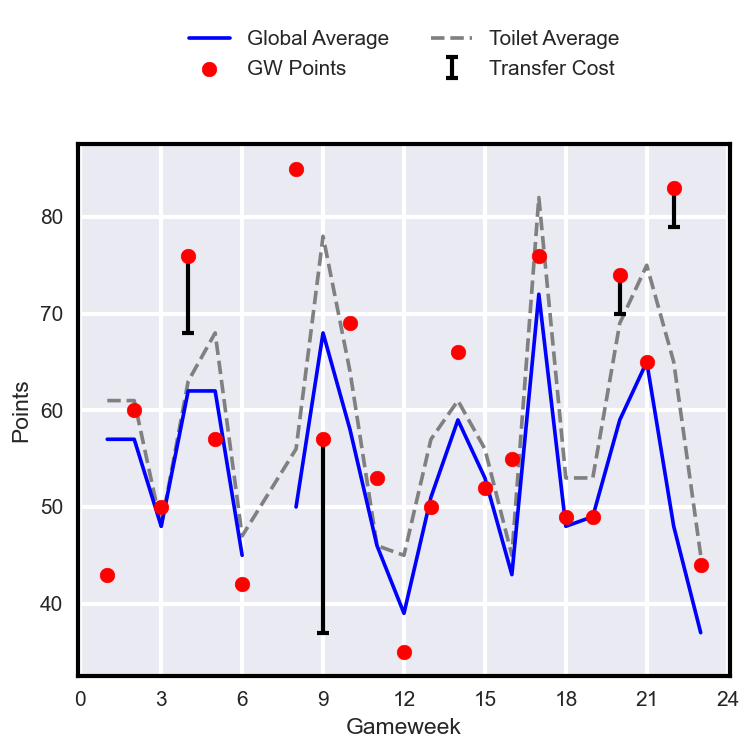 Global Average
Toilet Average
GW Points
Transfer Cost
Points
80
70
60
50
40
0 3 6 9 12 15 18 21 24
Gameweek